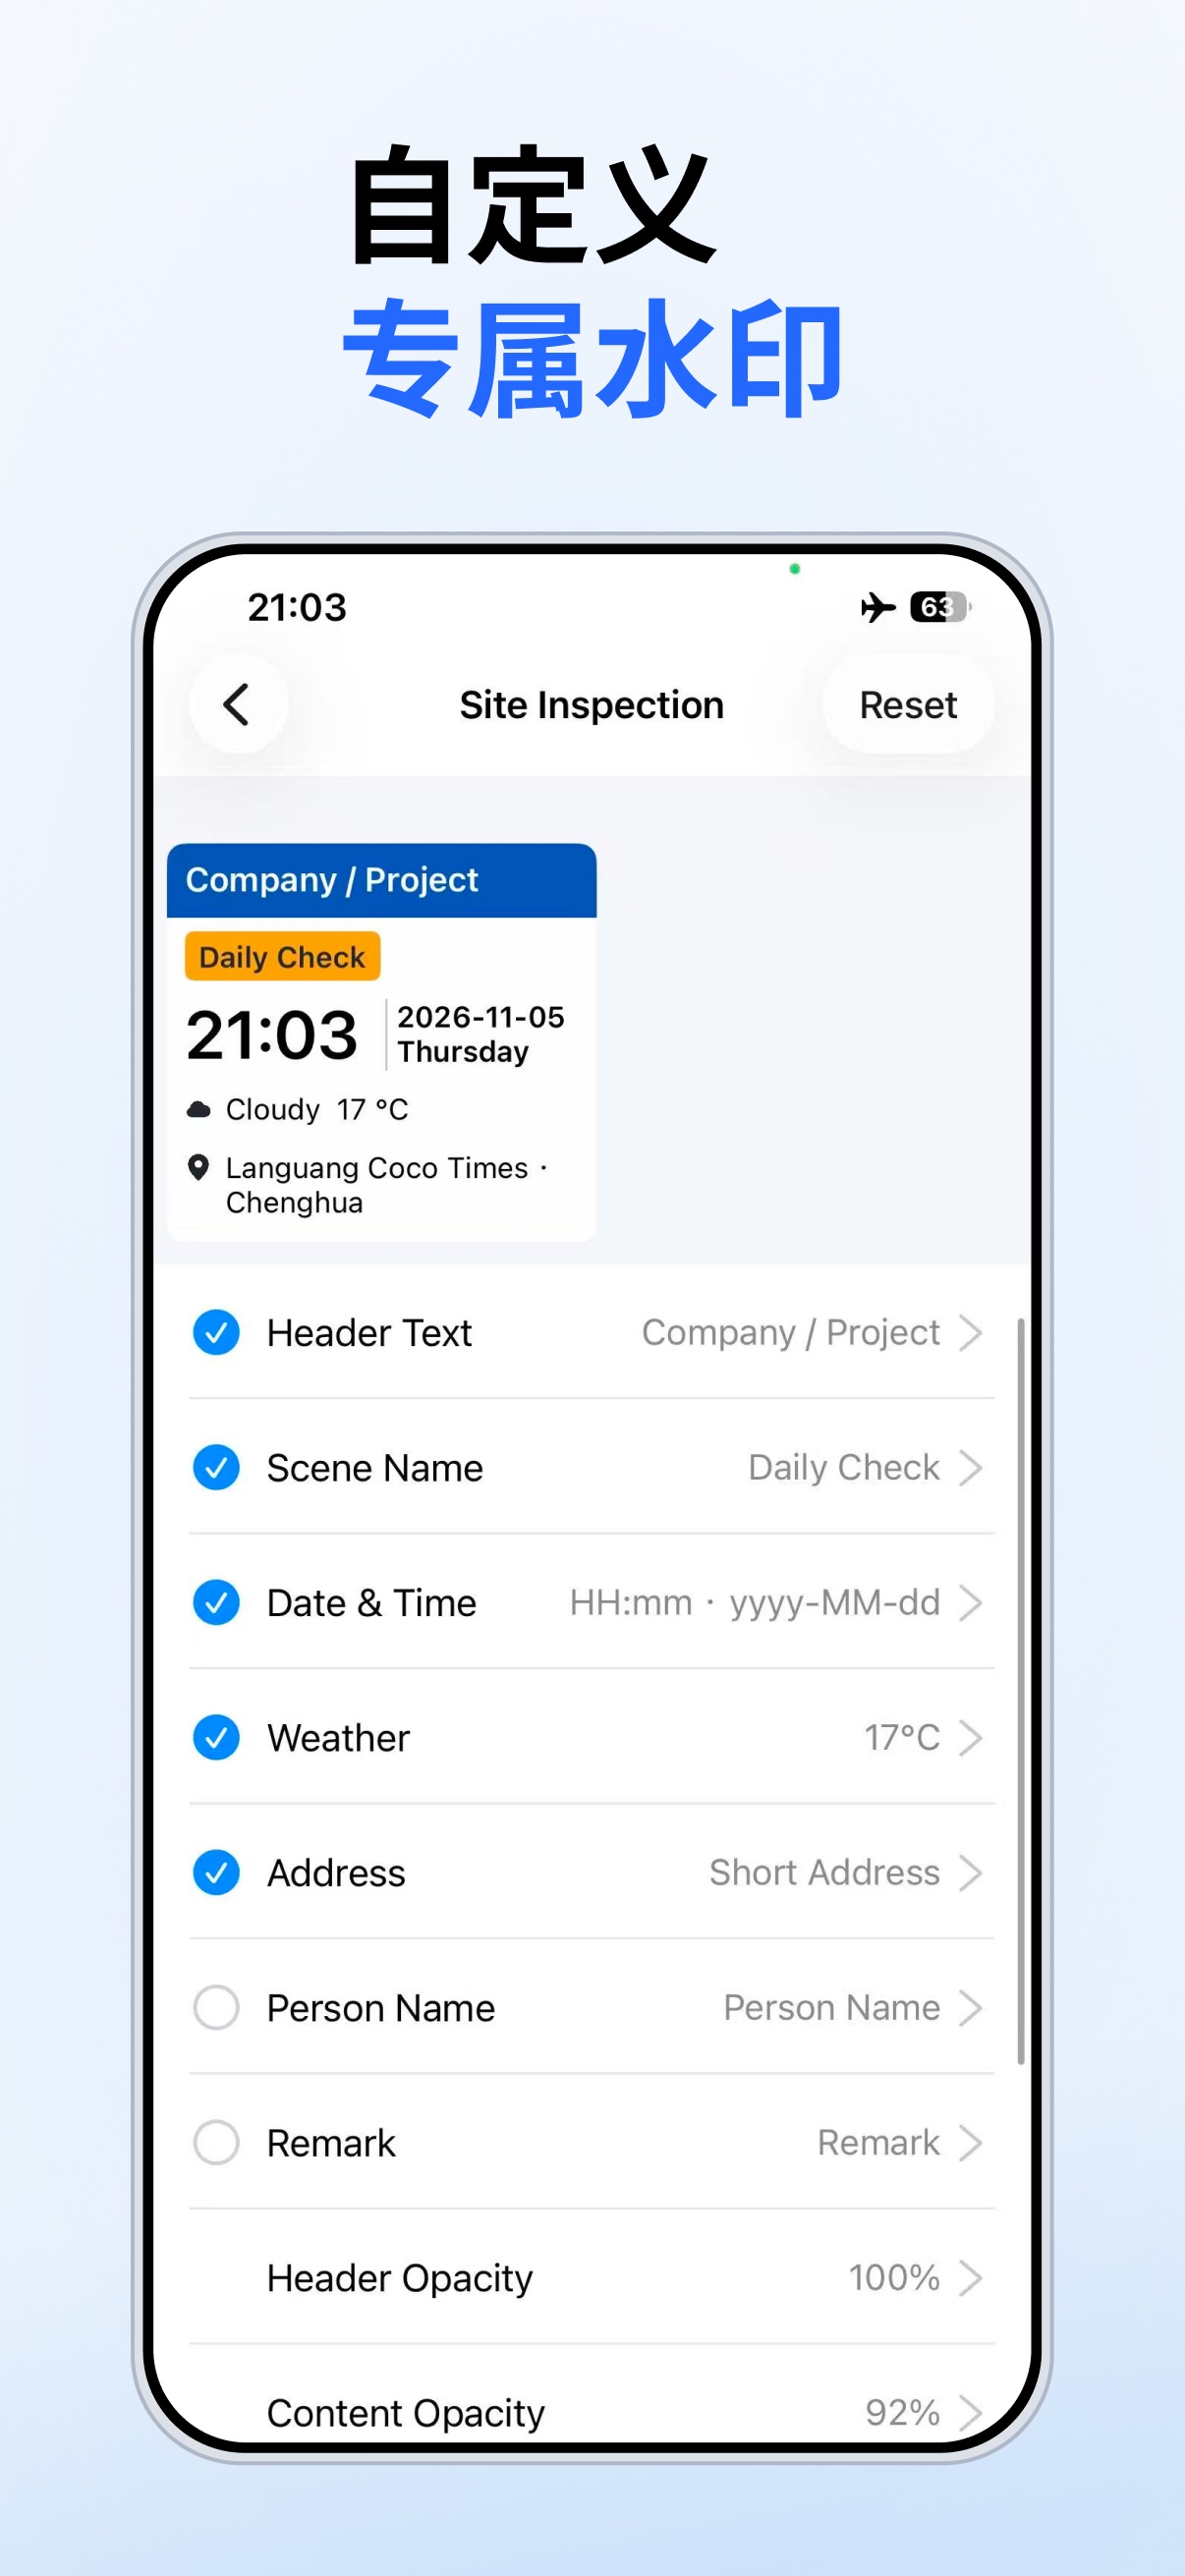 自定义
专属水印
21:03
63
Site Inspection
Reset
Company / Project
Daily Check
21:03
2026-11-05
Thursday
Cloudy 17 °C
Languang Coco Times ·
Chenghua
Header Text
Company / Project
Scene Name
Daily Check
Date & Time
HH:mm · yyyy-MM-dd
Weather
17°C
Address
Short Address
Person Name
Person Name
Remark
Remark
Header Opacity
100%
Content Opacity
92%